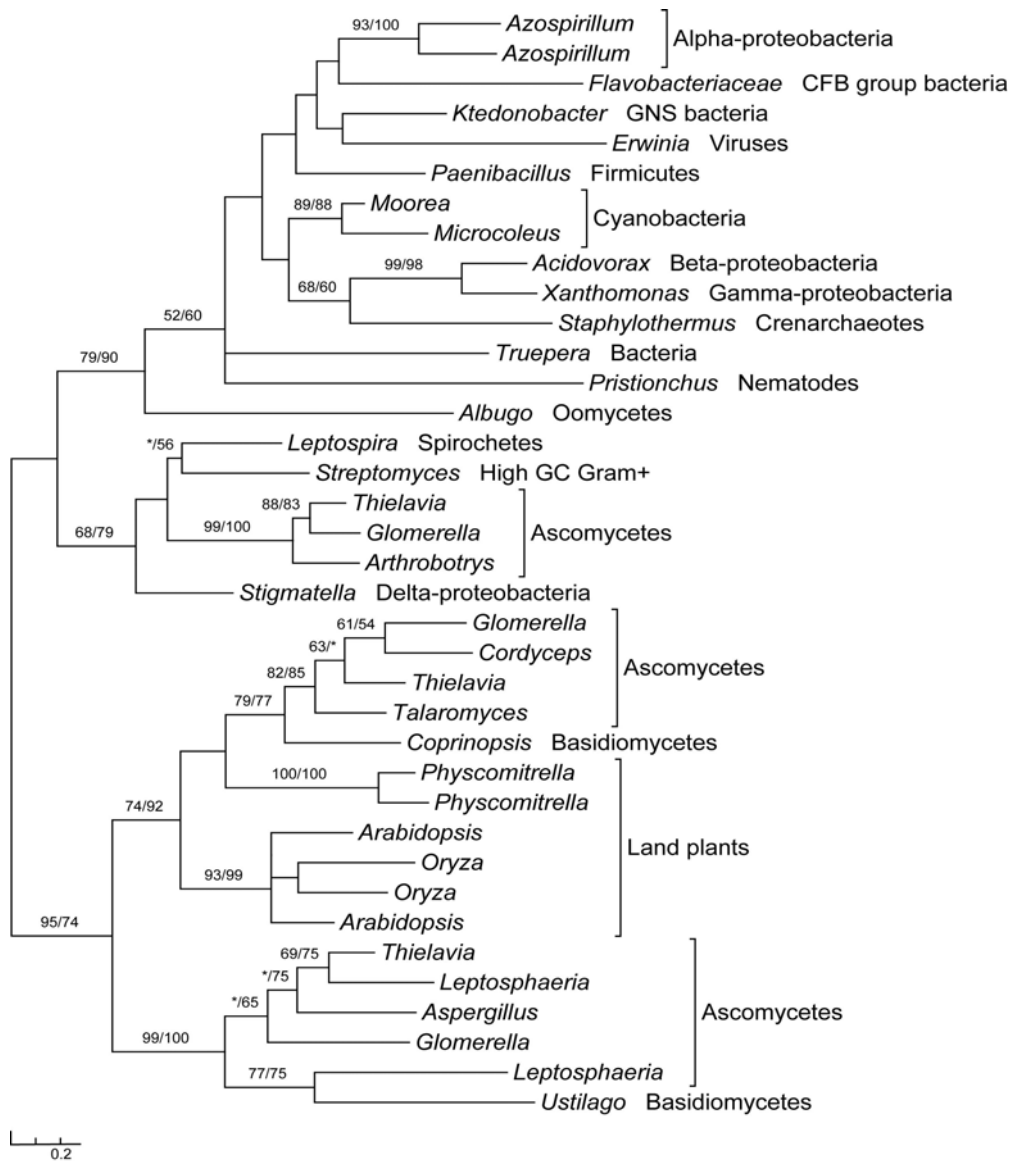 93/100
Azospirillum
Azospirillum
Alpha-proteobacteria
Flavobacteriaceae CFB group bacteria
Ktedonobacter GNS bacteria
Erwinia Viruses
Paenibacillus Firmicutes
89/88
Moorea
Microcoleus
Cyanobacteria
99/98
Acidovorax Beta-proteobacteria
68/60
Xanthomonas Gamma-proteobacteria
Staphylothermus Crenarchaeotes
52/60
Truepera Bacteria
79/90
Pristionchus Nematodes
Albugo Oomycetes
*/56
Leptospira Spirochetes
Streptomyces High GC Gram+
88/83
Thielavia
Glomerella
Arthrobotrys
Ascomycetes
99/100
68/79
Stigmatella Delta-proteobacteria
61/54
Glomerella
63/*
Cordyceps
82/85
Thielavia
79/77
Talaromyces
Ascomycetes
Coprinopsis Basidiomycetes
100/100
Physcomitrella
Physcomitrella
74/92
Arabidopsis
Oryza
93/99
Oryza
Arabidopsis
Land plants
95/74
69/75
Thielavia
*/75
Leptosphaeria
*/65
Aspergillus
Glomerella
Ascomycetes
99/100
77/75
Leptosphaeria
Ustilago Basidiomycetes
0.2